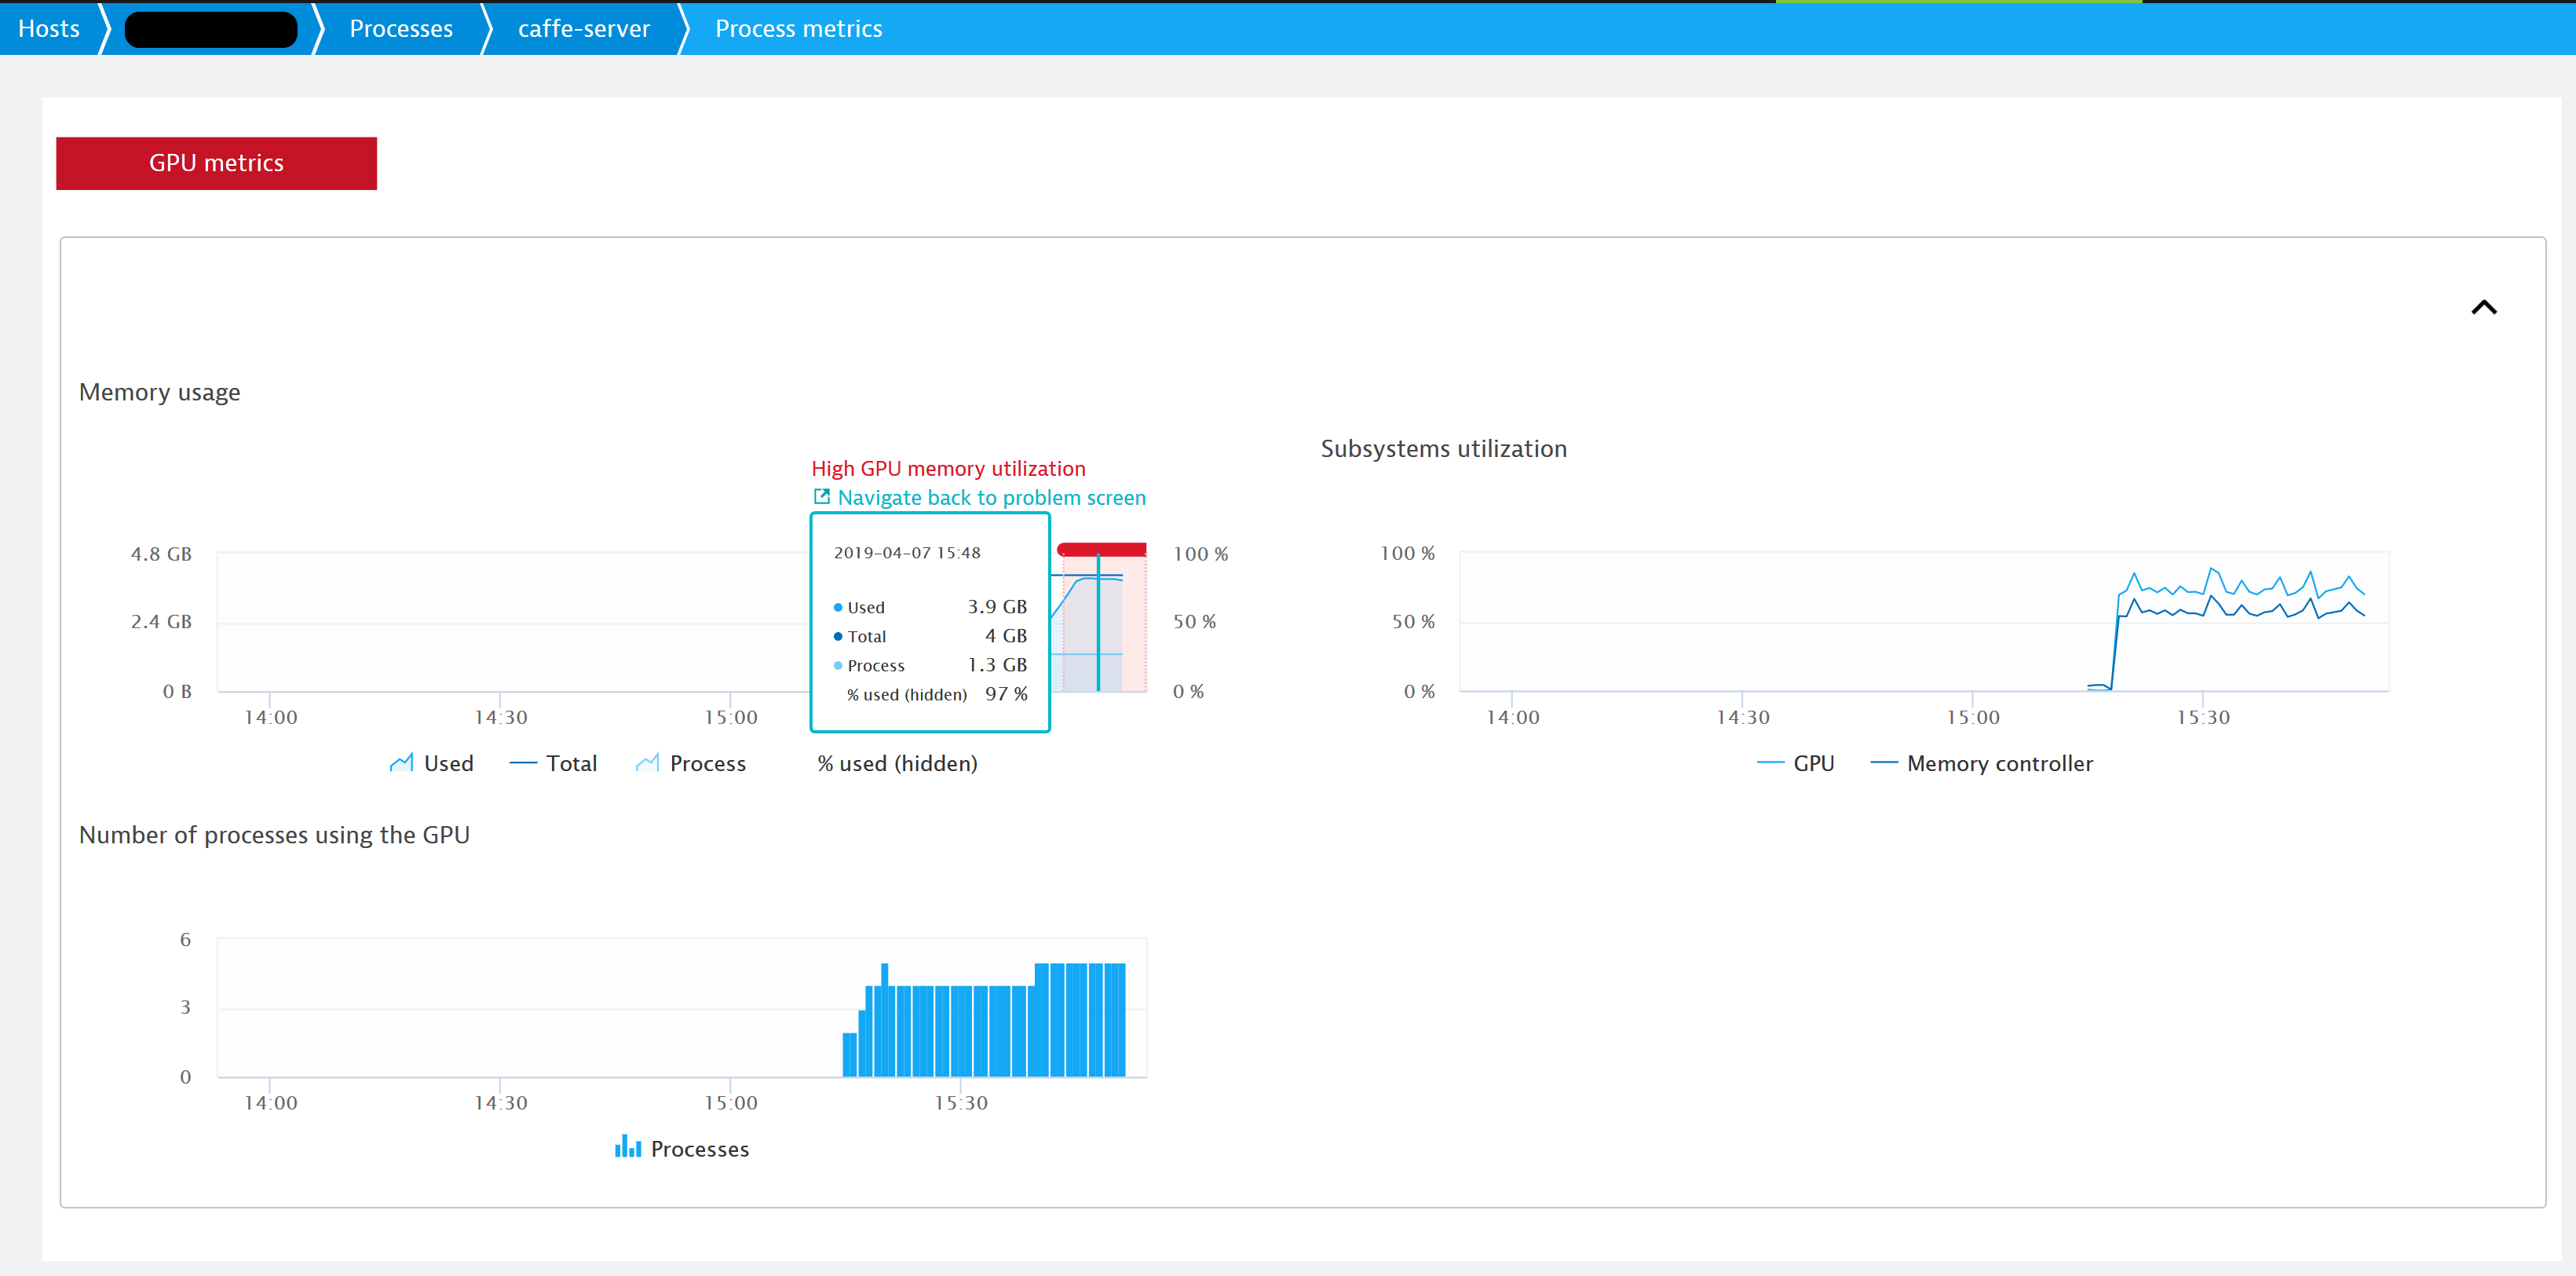 Hosts
Processes
caffe-server
Process metrics
GPU metrics
Memory usage
High GPU memory utilization
Navigate back to problem screen
4.8 GB
2.4 GB
0 B
100 %
50 %
0 %
2019-04-07 15:48
Used 3.9 GB
Total 4 GB
Process 1.3 GB
% used (hidden) 97 %
14:00 14:30 15:00
Used Total Process % used (hidden)
Subsystems utilization
100 %
50 %
0 %
14:00 14:30 15:00 15:30
GPU Memory controller
Number of processes using the GPU
6
3
0
14:00 14:30 15:00 15:30
Processes